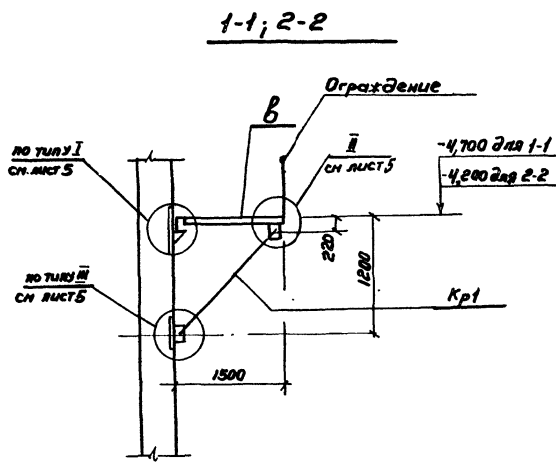 1-1; 2-2
Ограждение
В
по типу I
см. лист 5
II
см лист 5
-4,700 для 1-1
-4,200 для 2-2
220
1200
по типу III
см лист 5
Кр1
1500